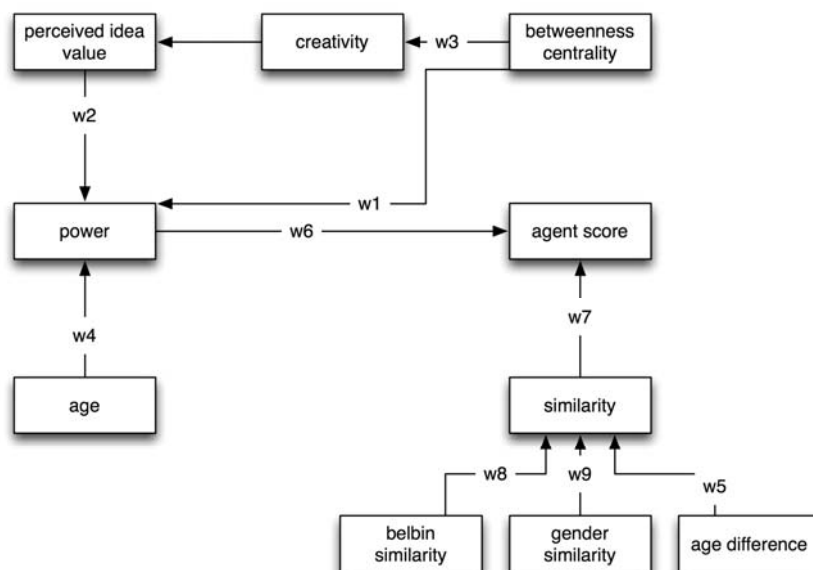 perceived idea
value
creativity
w3
betweenness
centrality
w2
w1
power
w6
agent score
w4
w7
age
similarity
w8
w9
w5
belbin
similarity
gender
similarity
age difference